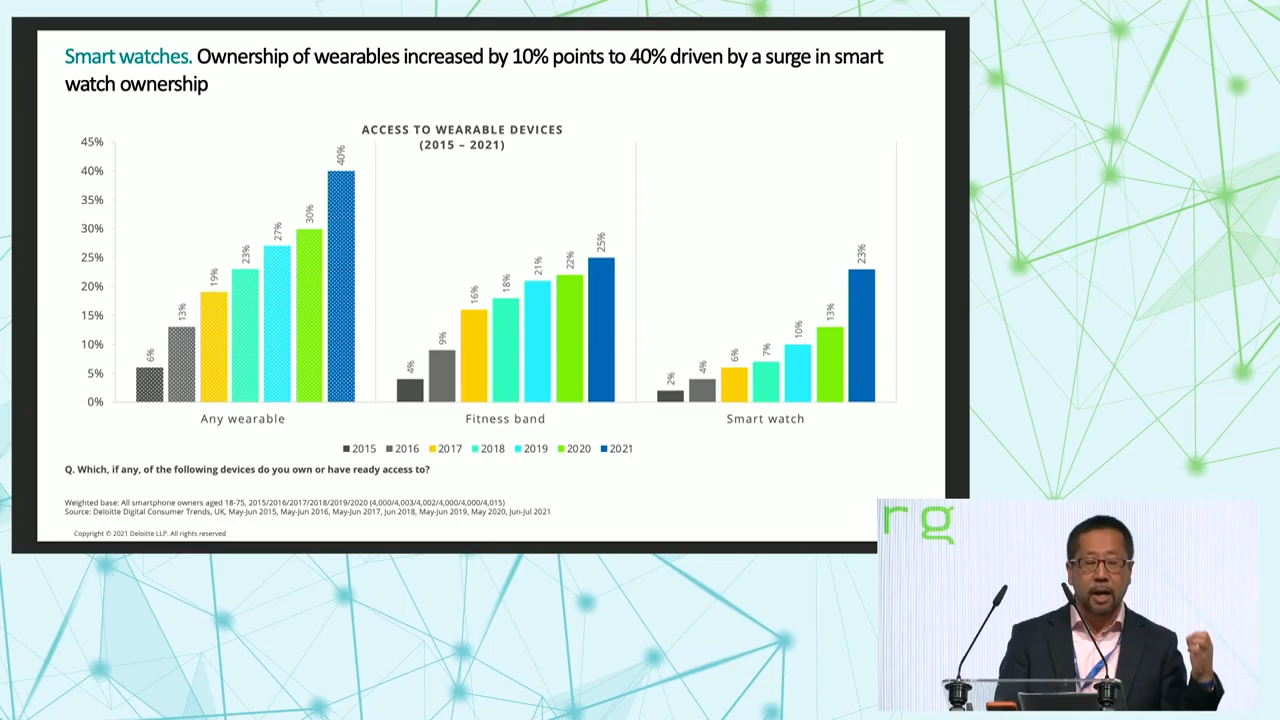 Smart watches. Ownership of wearables increased by 10% points to 40% driven by a surge in smart
watch ownership
ACCESS TO WEARABLE DEVICES
(2015 – 2021)
45%
40%
35%
30%
25%
20%
15%
10%
5%
0%
6%
13%
19%
23%
27%
30%
40%
4%
9%
16%
18%
21%
22%
25%
2%
4%
6%
7%
10%
13%
23%
Any wearable
Fitness band
Smart watch
2015 2016 2017 2018 2019 2020 2021
Q. Which, if any, of the following devices do you own or have ready access to?
Weighted base: All smartphone owners aged 18-75, 2015/2016/2017/2018/2019/2020 (4,000/4,003/4,002/4,000/4,000/4,015)
Source: Deloitte Digital Consumer Trends, UK, May-Jun 2015, May-Jun 2016, May-Jun 2017, Jun 2018, May-Jun 2019, May 2020, Jun-Jul 2021
Copyright © 2021 Deloitte LLP. All rights reserved
rg